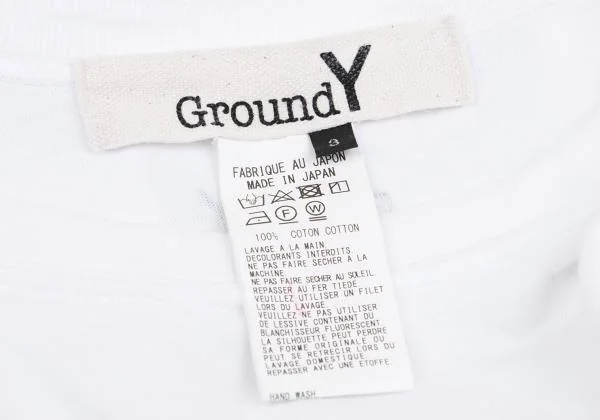 Ground Y
3
FABRIQUE AU JAPON
MADE IN JAPAN
F W
100% COTON COTTON
LAVAGE A LA MAIN
DECOLORANTS INTERDITS
NE PAS FAIRE SECHER A LA
MACHINE
NE PAS FAIRE SECHER AU SOLEIL
REPASSER AU FER TIEDE
VEUILLEZ UTILISER UN FILET
LORS DU LAVAGE
VEUILLEZ NE PAS UTILISER
DE LESSIVE CONTENANT DU
BLANCHISSEUR FLUORESCENT
LA SILHOUETTE PEUT PERDRE
SA FORME ORIGINALE OU
PEUT SE RETRECIR LORS DU
LAVAGE DOMESTIQUE
REPASSER AVEC UNE ETOFFE
HAND WASH